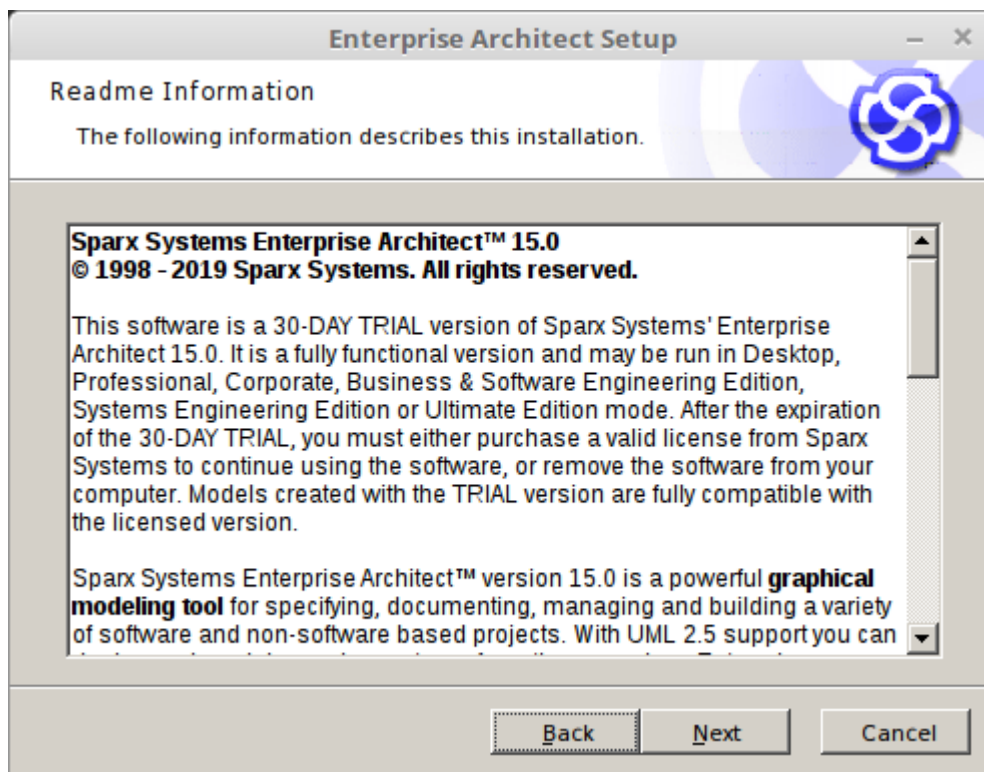 Enterprise Architect Setup
Readme Information
The following information describes this installation.
Sparx Systems Enterprise Architect™ 15.0
© 1998 - 2019 Sparx Systems. All rights reserved.
This software is a 30-DAY TRIAL version of Sparx Systems' Enterprise
Architect 15.0. It is a fully functional version and may be run in Desktop,
Professional, Corporate, Business & Software Engineering Edition,
Systems Engineering Edition or Ultimate Edition mode. After the expiration
of the 30-DAY TRIAL, you must either purchase a valid license from Sparx
Systems to continue using the software, or remove the software from your
computer. Models created with the TRIAL version are fully compatible with
the licensed version.
Sparx Systems Enterprise Architect™ version 15.0 is a powerful graphical
modeling tool for specifying, documenting, managing and building a variety
of software and non-software based projects. With UML 2.5 support you can
Back Next Cancel